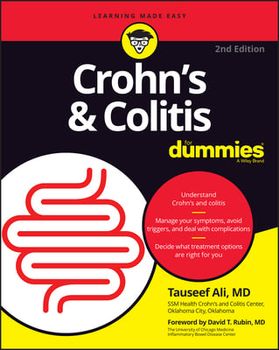 LEARNING MADE EASY
2nd Edition
Crohn's
& Colitis
for
dummies
A Wiley Brand
Understand
Crohn's and colitis
Manage your symptoms, avoid
triggers, and deal with complications
Decide what treatment options
are right for you
Tauseef Ali, MD
SSM Health Crohn's and Colitis Center,
Oklahoma City, Oklahoma
Foreword by David T. Rubin, MD
The University of Chicago Medicine
Inflammatory Bowel Disease Center